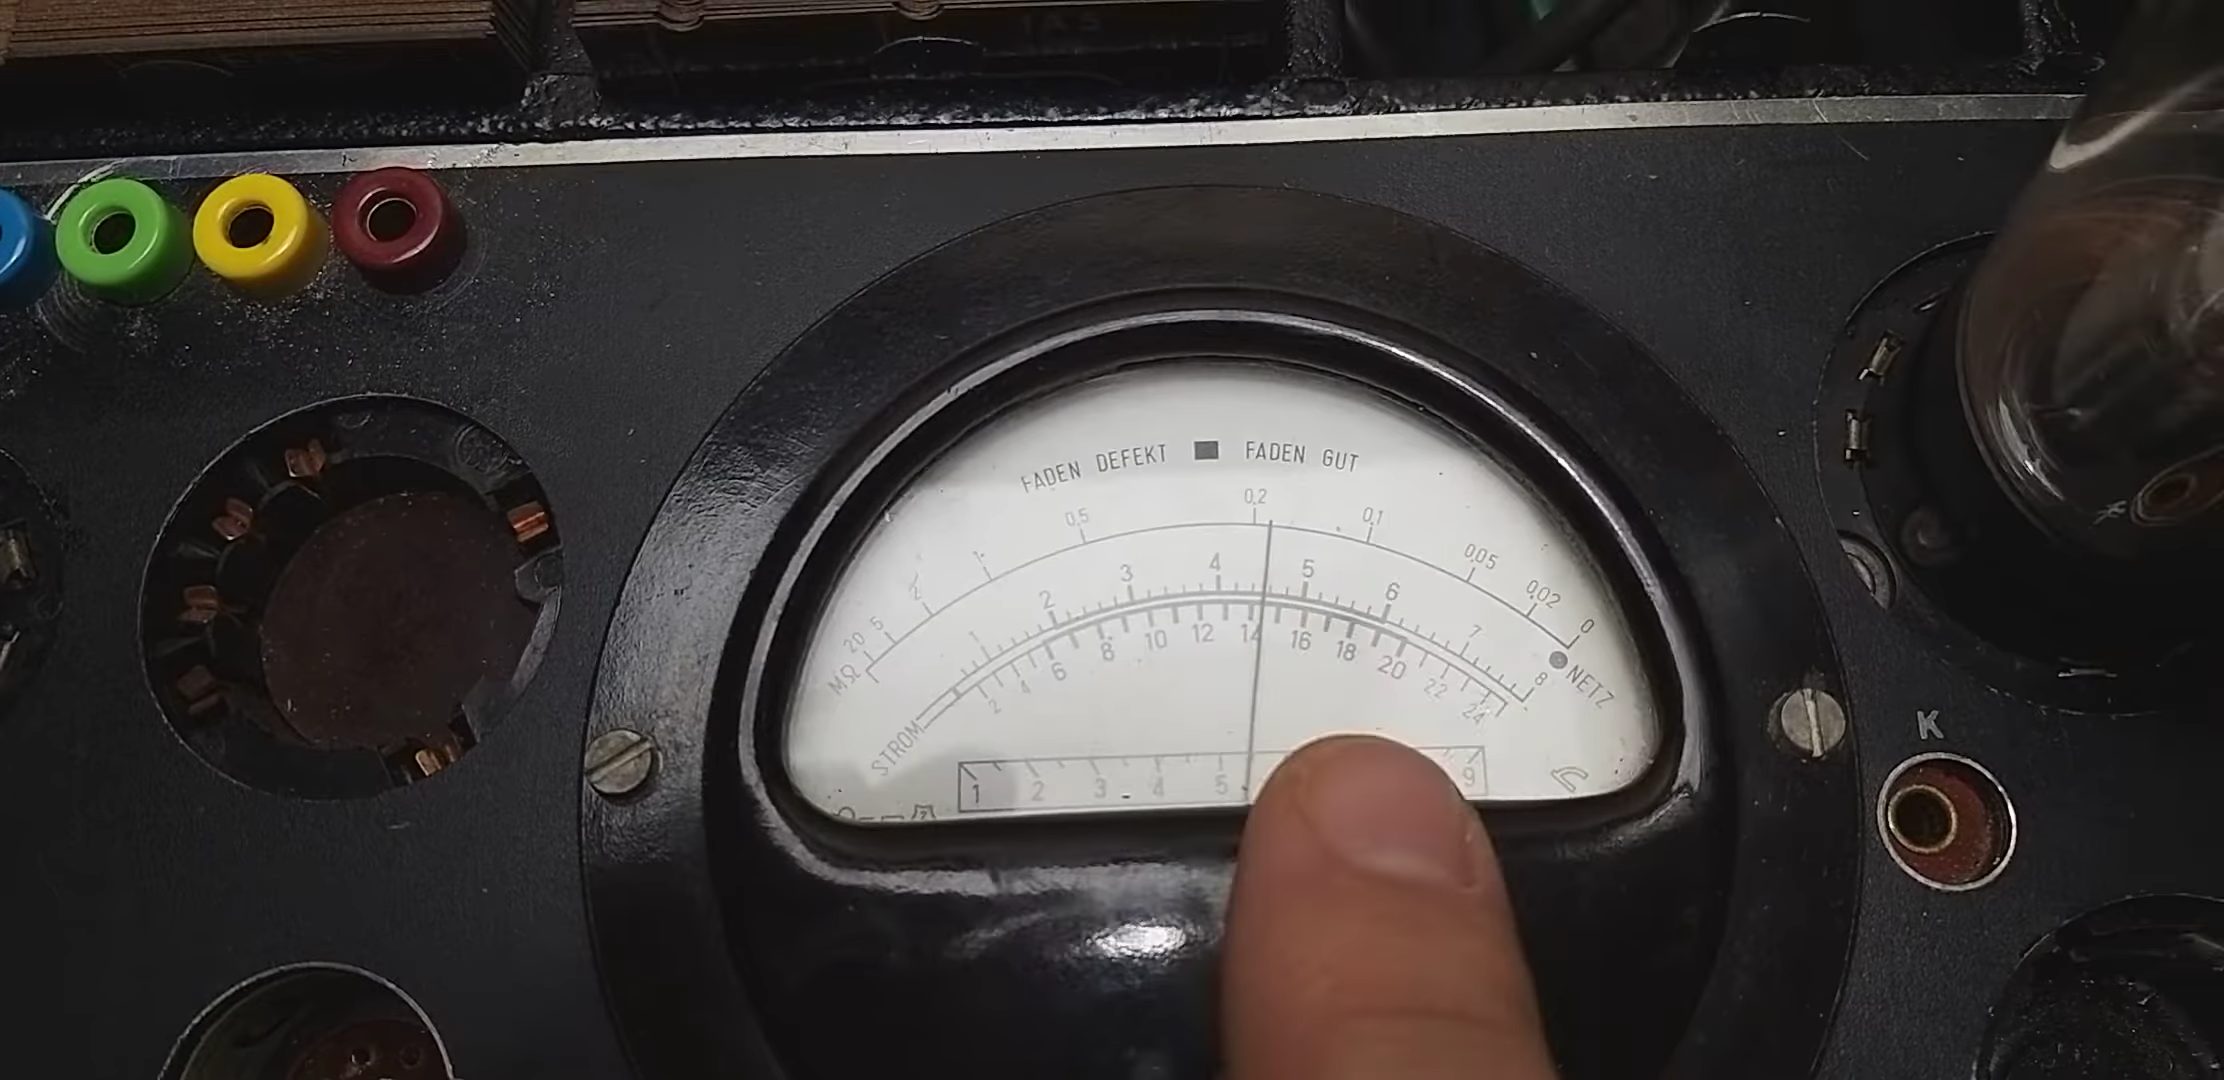 FADEN DEFEKT ■ FADEN GUT
20 5 2 1 0,5 0,2 0,1 0,05 0,02 0
MΩ
1 2 3 4 5 6 7 8
NETZ
2 4 6 8 10 12 14 16 18 20 22 24
STROM
1 2 3 4 5 9
K